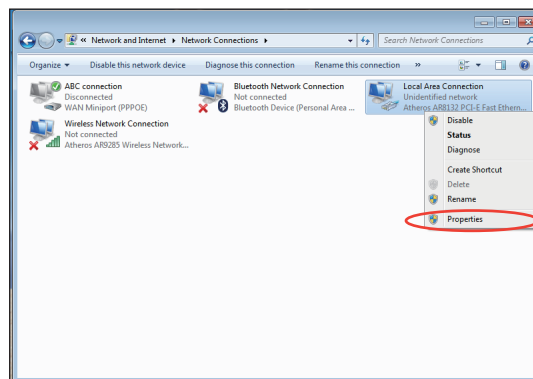 « Network and Internet ▸ Network Connections ▸ Search Network Connections
Organize ▾ Disable this network device Diagnose this connection Rename this connection »
ABC connection
Disconnected
WAN Miniport (PPPOE)
Bluetooth Network Connection
Not connected
Bluetooth Device (Personal Area ...
Local Area Connection
Unidentified network
Atheros AR8132 PCI-E Fast Ethern...
Wireless Network Connection
Not connected
Atheros AR9285 Wireless Network...
Disable
Status
Diagnose
Create Shortcut
Delete
Rename
Properties